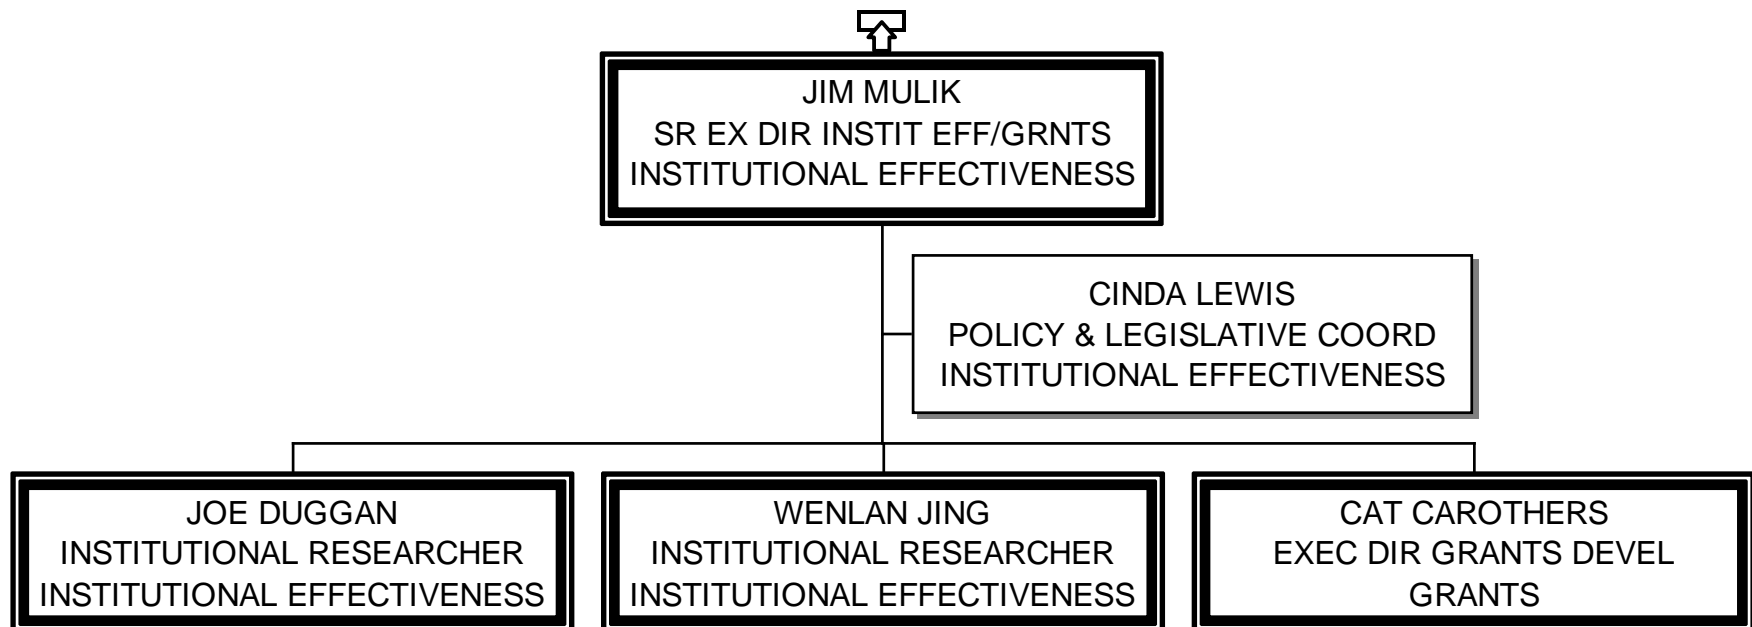 JIM MULIK
SR EX DIR INSTIT EFF/GRNTS
INSTITUTIONAL EFFECTIVENESS
CINDA LEWIS
POLICY & LEGISLATIVE COORD
INSTITUTIONAL EFFECTIVENESS
JOE DUGGAN
INSTITUTIONAL RESEARCHER
INSTITUTIONAL EFFECTIVENESS
WENLAN JING
INSTITUTIONAL RESEARCHER
INSTITUTIONAL EFFECTIVENESS
CAT CAROTHERS
EXEC DIR GRANTS DEVEL
GRANTS